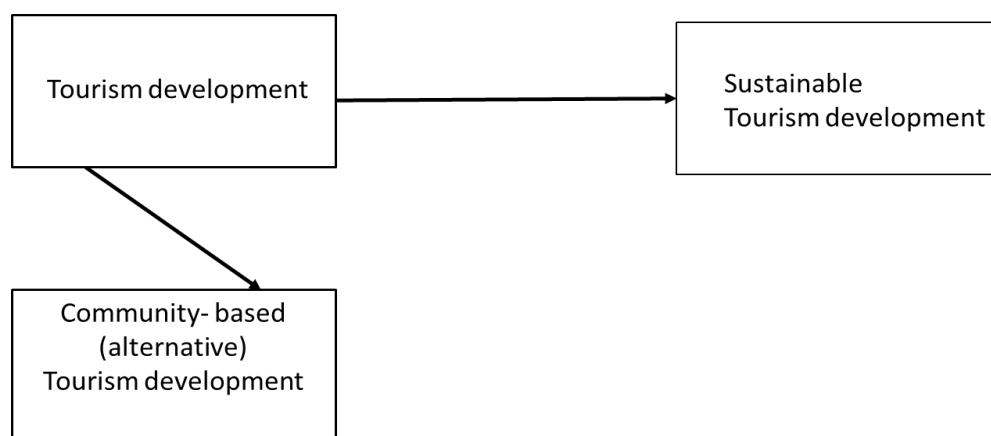 Tourism development
Sustainable
Tourism development
Community- based
(alternative)
Tourism development